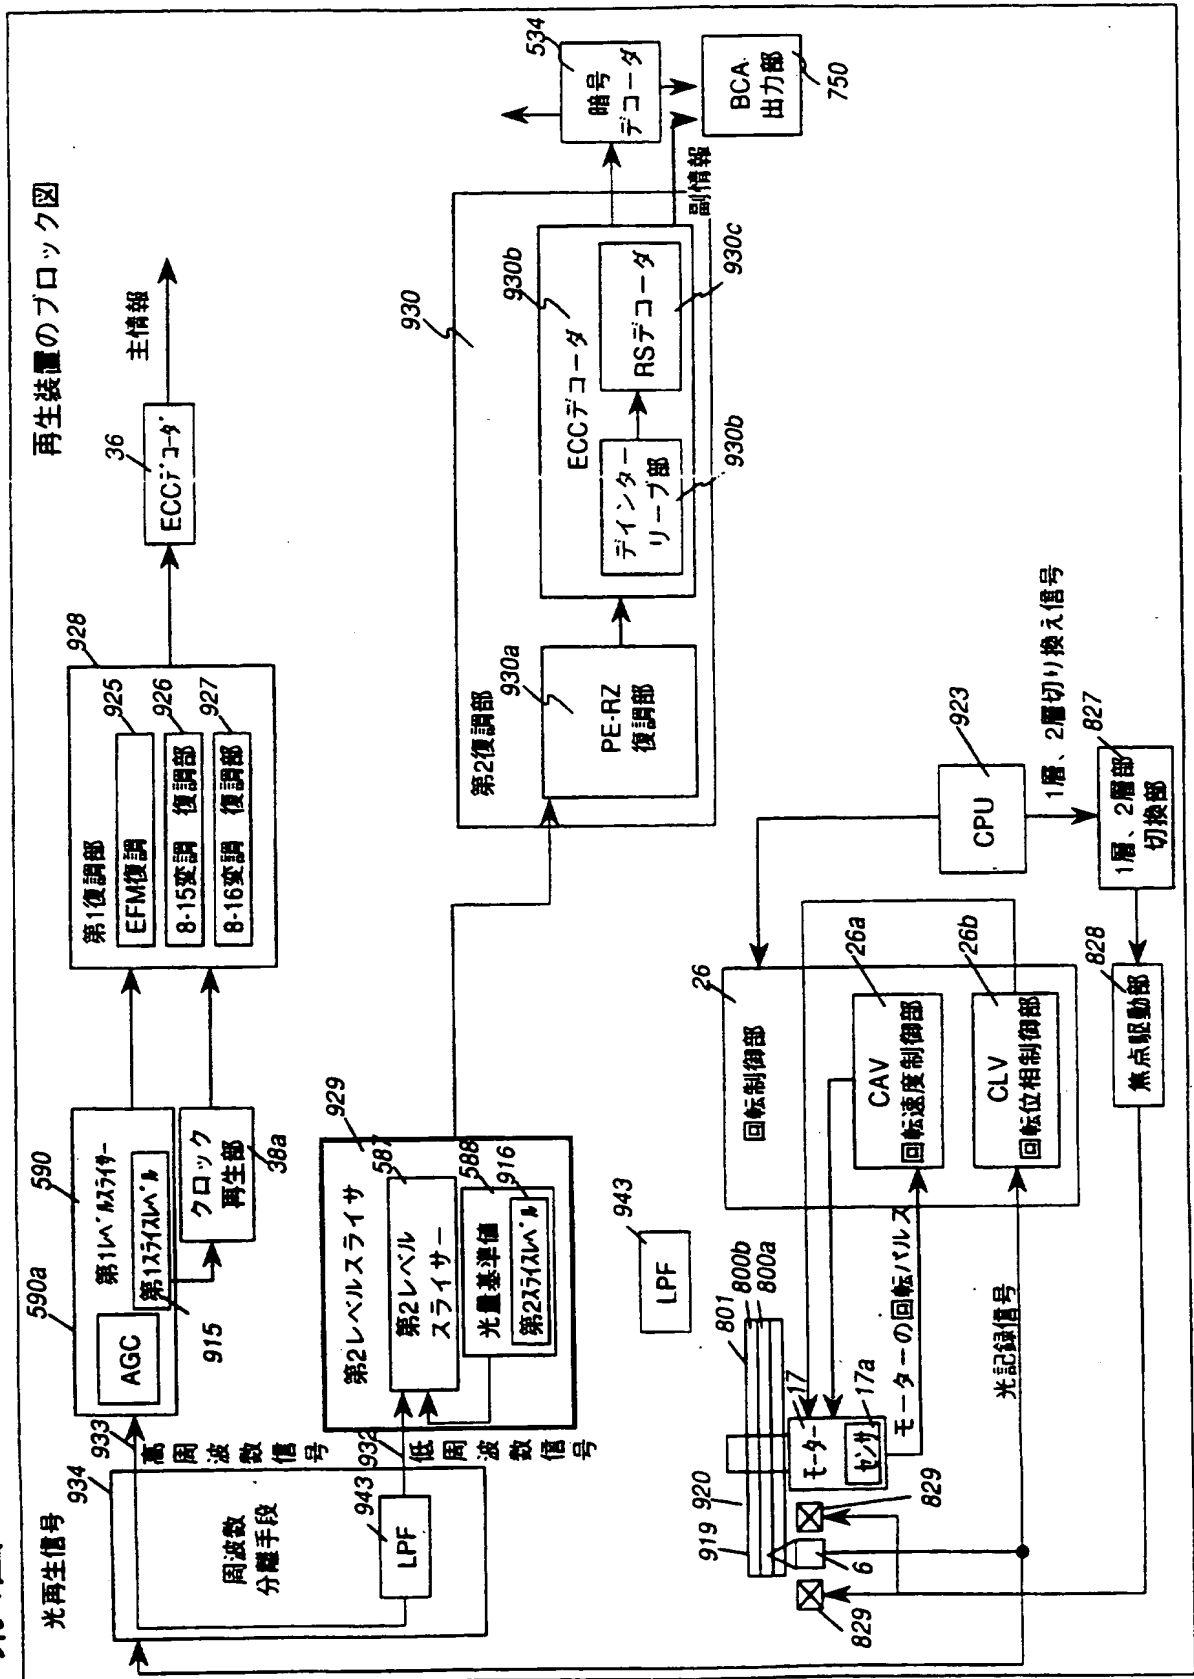 再生装置のブロック図
光再生信号
934
周波数
分離手段
943
LPF
933
高周波数信号
932
低周波数信号
590a
590
AGC
第1レベルスライサー
第1スライスレベル
915
クロック
再生部
38a
928
第1復調部
EFM復調
925
8-15変調 復調部
926
8-16変調 復調部
927
36
ECCデコーダ
主情報
929
第2レベルスライサ
第2レベル
スライサー
587
光量基準値
588
第2スライスレベル
916
930
第2復調部
930a
PE-RZ
復調部
930b
ECCデコーダ
デインター
リーブ部
930b
RSデコーダ
930c
副情報
534
暗号
デコーダ
BCA
出力部
750
943
LPF
919
920
801
800b
800a
モーター
17
センサ
17a
829
829
6
モーターの回転パルス
光記録信号
26
回転制御部
CAV
回転速度制御部
26a
CLV
回転位相制御部
26b
CPU
923
1層、2層切り換え信号
1層、2層部
切換部
827
焦点駆動部
828